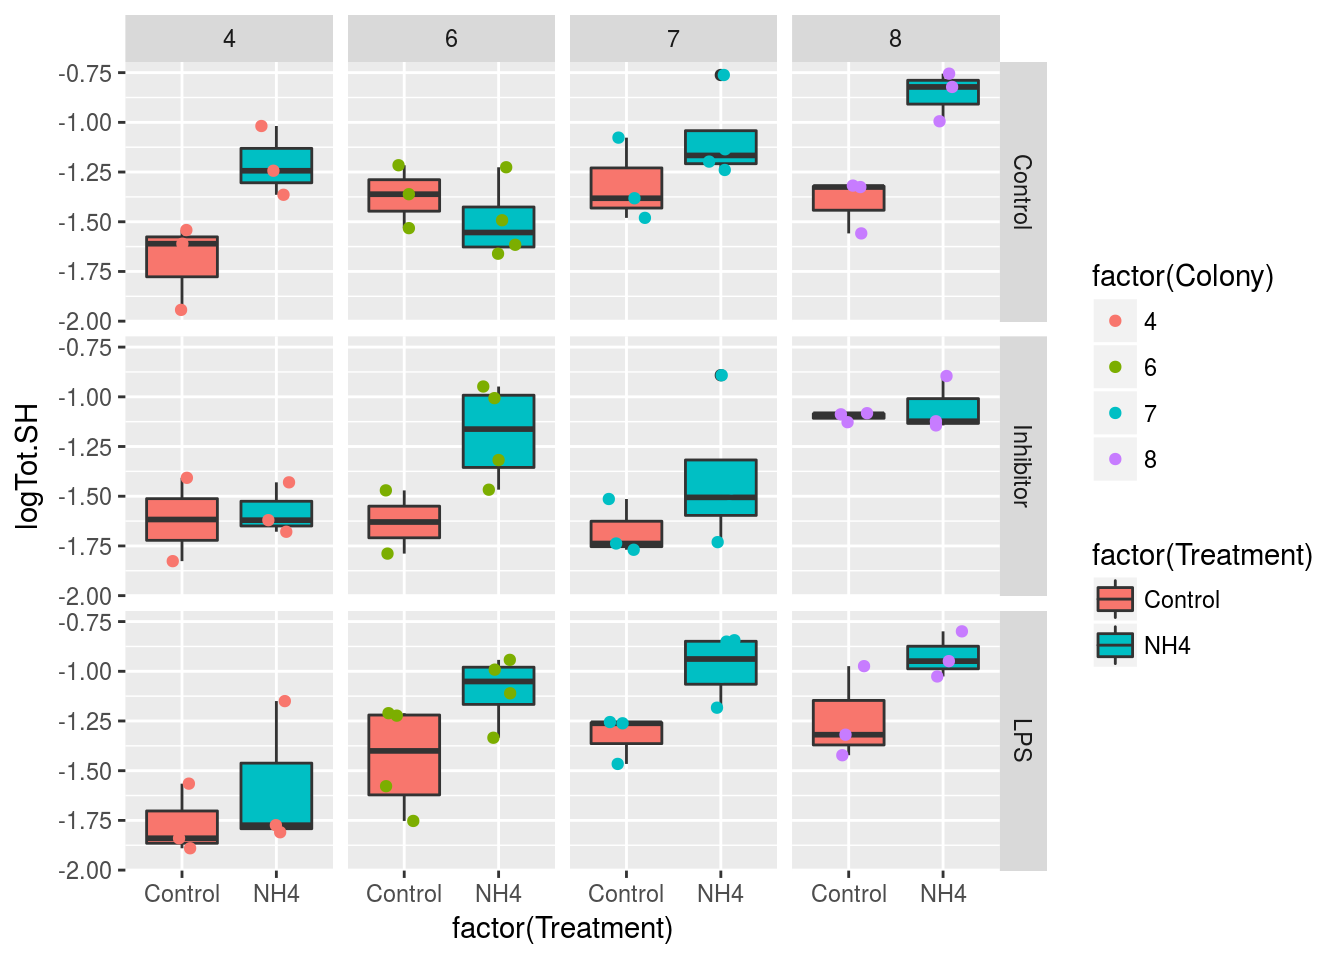 4 6 7 8
-0.75
-1.00
-1.25
-1.50
-1.75
-2.00
Control
-0.75
-1.00
-1.25
-1.50
-1.75
-2.00
Inhibitor
-0.75
-1.00
-1.25
-1.50
-1.75
-2.00
LPS
logTot.SH
Control NH4 Control NH4 Control NH4 Control NH4
factor(Treatment)
factor(Colony)
4
6
7
8
factor(Treatment)
Control
NH4